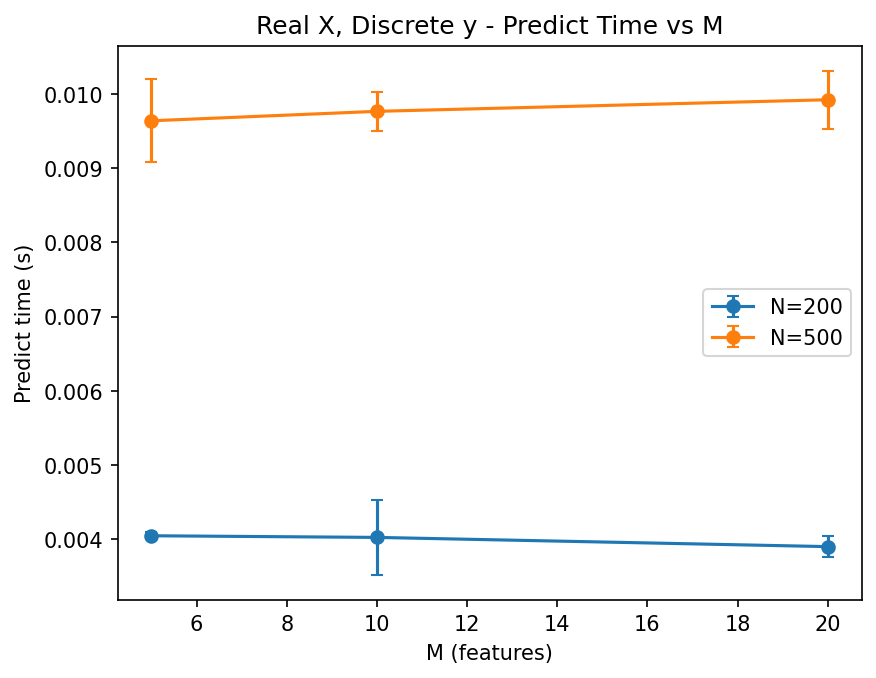 Real X, Discrete y - Predict Time vs M
Predict time (s)
0.010
0.009
0.008
0.007
0.006
0.005
0.004
N=200
N=500
6 8 10 12 14 16 18 20
M (features)